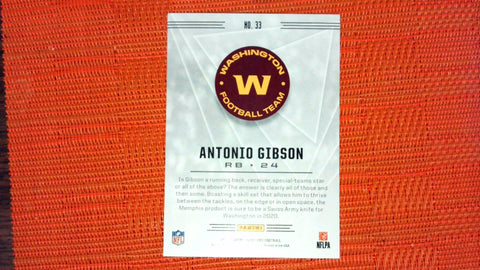 NO. 33
WASHINGTON
W
FOOTBALL TEAM
ANTONIO GIBSON
RB • 24
Is Gibson a running back, receiver, special-teams star
or all of the above? The answer is clearly all of those and
then some. Boasting a skill set that allows him to thrive
between the tackles, on the edge or in open space, the
Memphis product is sure to be a Swiss Army knife for
Washington in 2020.
PANINI
NFL
NFLPA